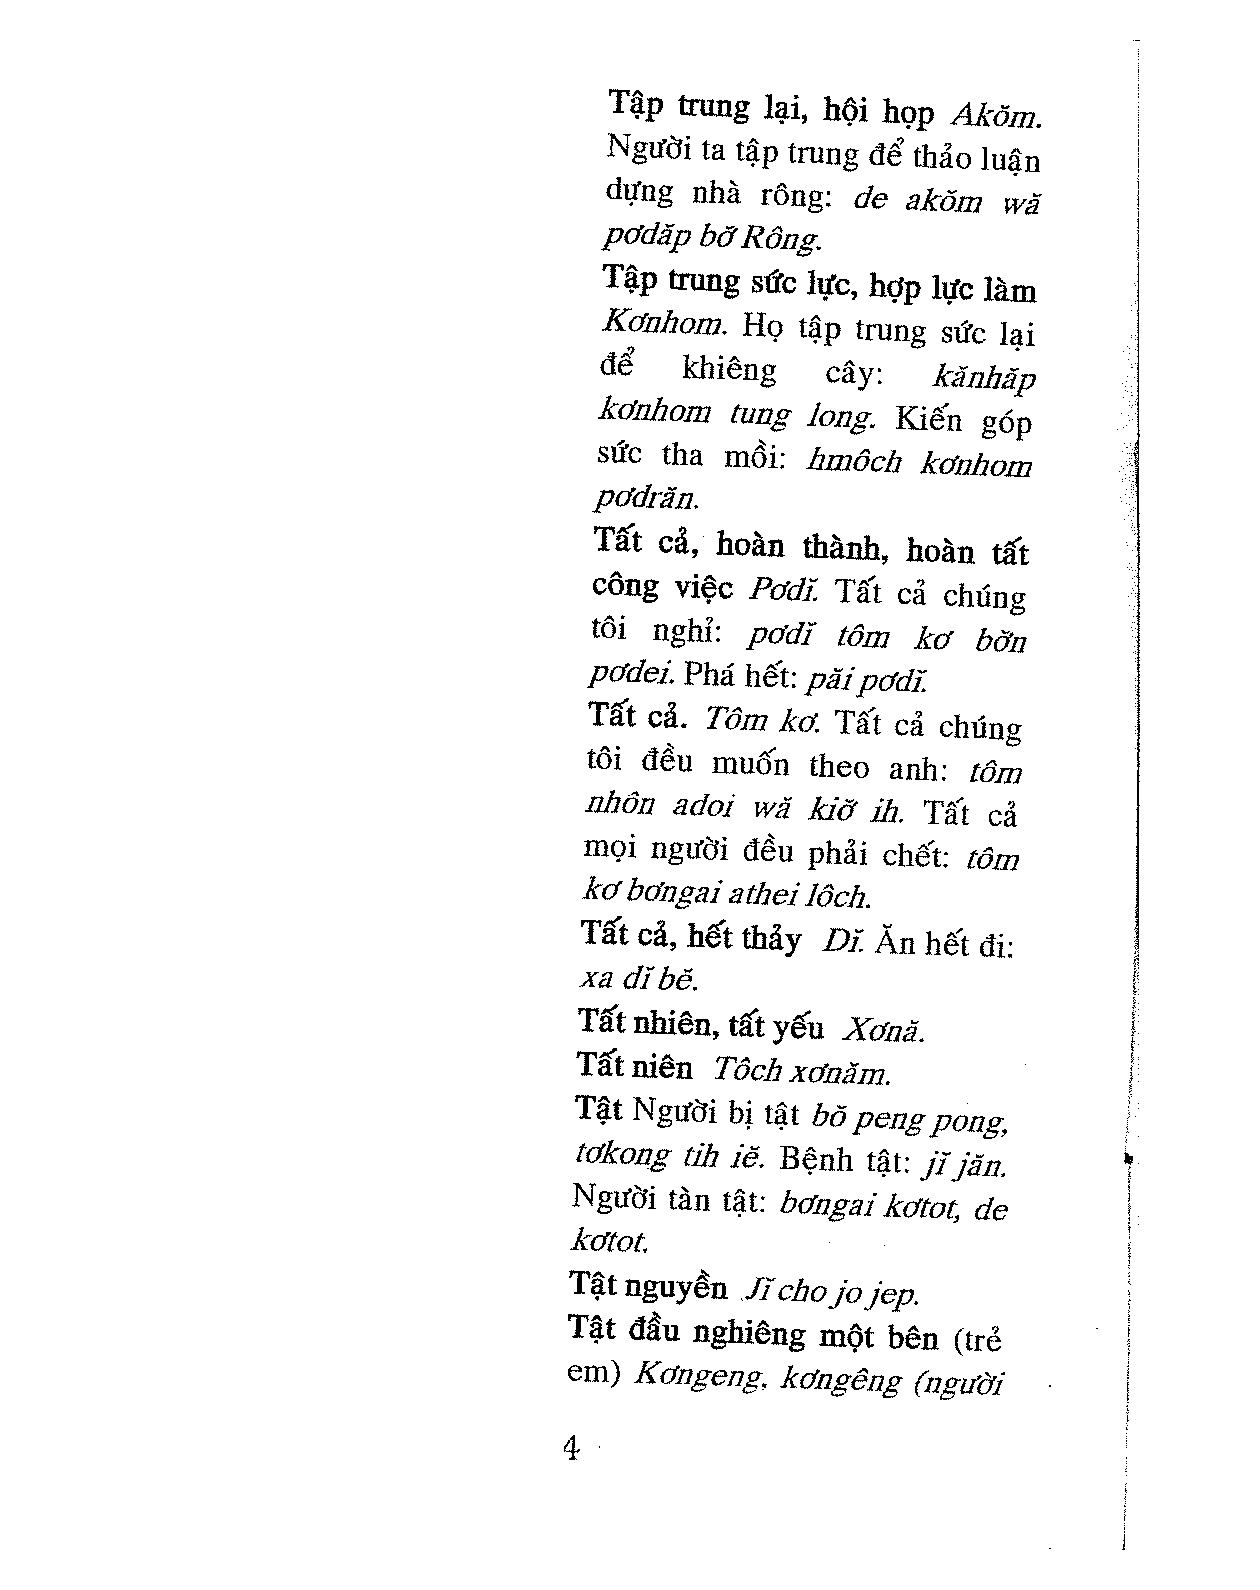 Tập trung lại, hội họp Akŏm.
Người ta tập trung để thảo luận
dựng nhà rông: de akŏm wă
pơdăp bơ̆ Rông.
Tập trung sức lực, hợp lực làm
Kơnhom. Họ tập trung sức lại
để khiêng cây: kănhăp
kơnhom tung long. Kiến góp
sức tha mồi: hmôch kơnhom
pơdrăn.
Tất cả, hoàn thành, hoàn tất
công việc Pơdĭ. Tất cả chúng
tôi nghỉ: pơdĭ tôm kơ bơ̆n
pơdei. Phá hết: păi pơdĭ.
Tất cả. Tôm kơ. Tất cả chúng
tôi đều muốn theo anh: tôm
nhôn adoi wă kiơ̆ ih. Tất cả
mọi người đều phải chết: tôm
kơ bơngai athei lôch.
Tất cả, hết thảy Dĭ. Ăn hết đi:
xa dĭ bĕ.
Tất nhiên, tất yếu Xơnă.
Tất niên Tôch xơnăm.
Tật Người bị tật bŏ peng pong,
tơkong tih iĕ. Bệnh tật: jĭ jăn.
Người tàn tật: bơngai kơtot, de
kơtot.
Tật nguyền Jĭ cho jo jep.
Tật đầu nghiêng một bên (trẻ
em) Kơngeng, kơngêng (người
4